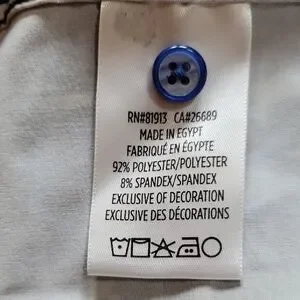 RN#81913 CA#26689
MADE IN EGYPT
FABRIQUÉ EN ÉGYPTE
92% POLYESTER/POLYESTER
8% SPANDEX/SPANDEX
EXCLUSIVE OF DECORATION
EXCLUSIVE DES DÉCORATIONS